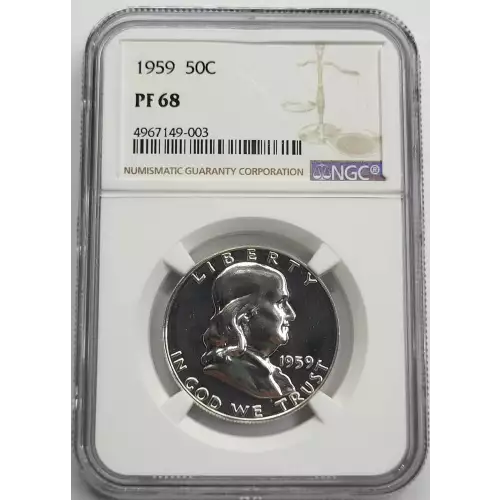 1959 50C
PF 68
4967149-003
NUMISMATIC GUARANTY CORPORATION NGC®
LIBERTY
1959
IN GOD WE TRUST